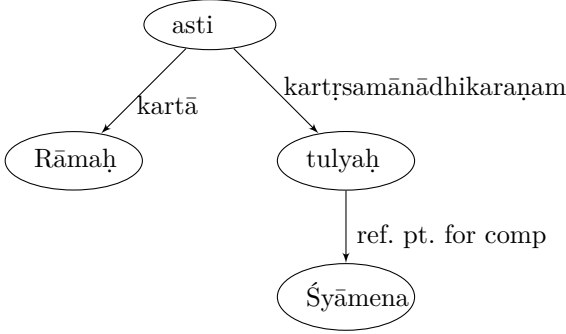 asti
kartṛsamānādhikaraṇam
kartā
Rāmaḥ
tulyaḥ
ref. pt. for comp
Śyāmena